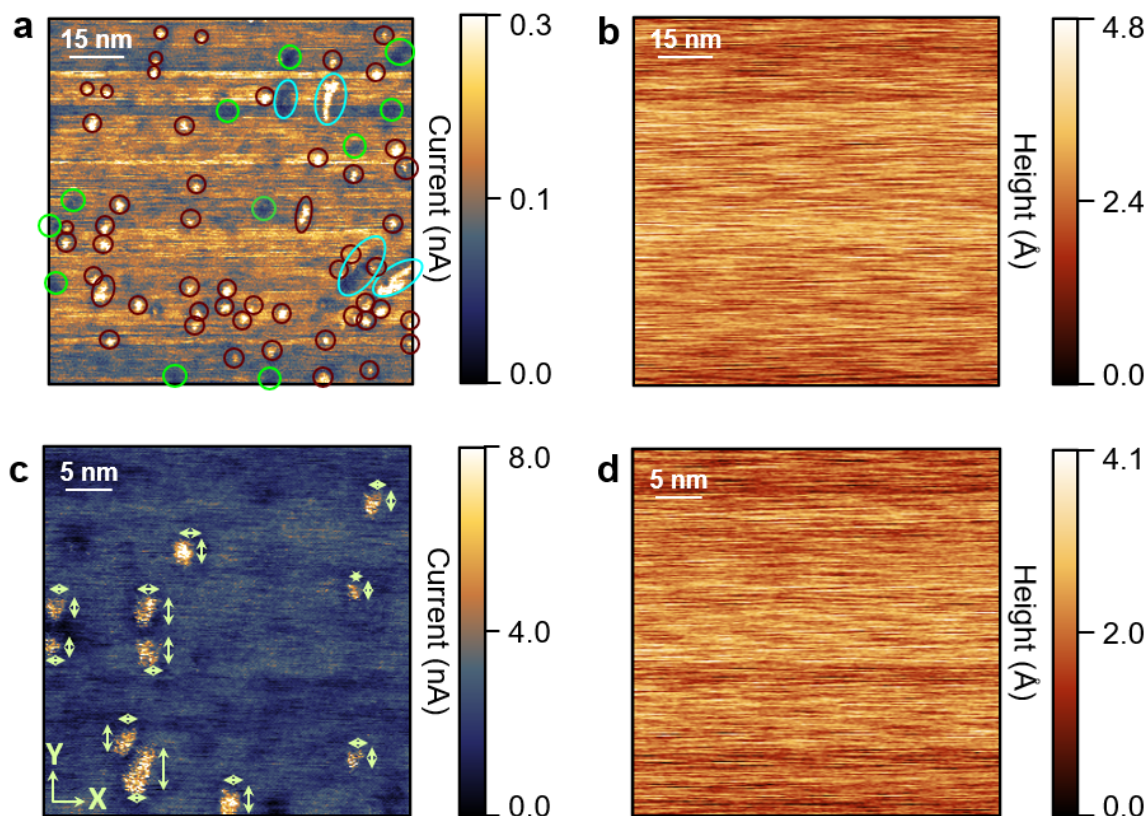 a
15 nm
0.3
0.1
0.0
Current (nA)
b
15 nm
4.8
2.4
0.0
Height (Å)
c
5 nm
8.0
4.0
0.0
Current (nA)
Y
X
d
5 nm
4.1
2.0
0.0
Height (Å)